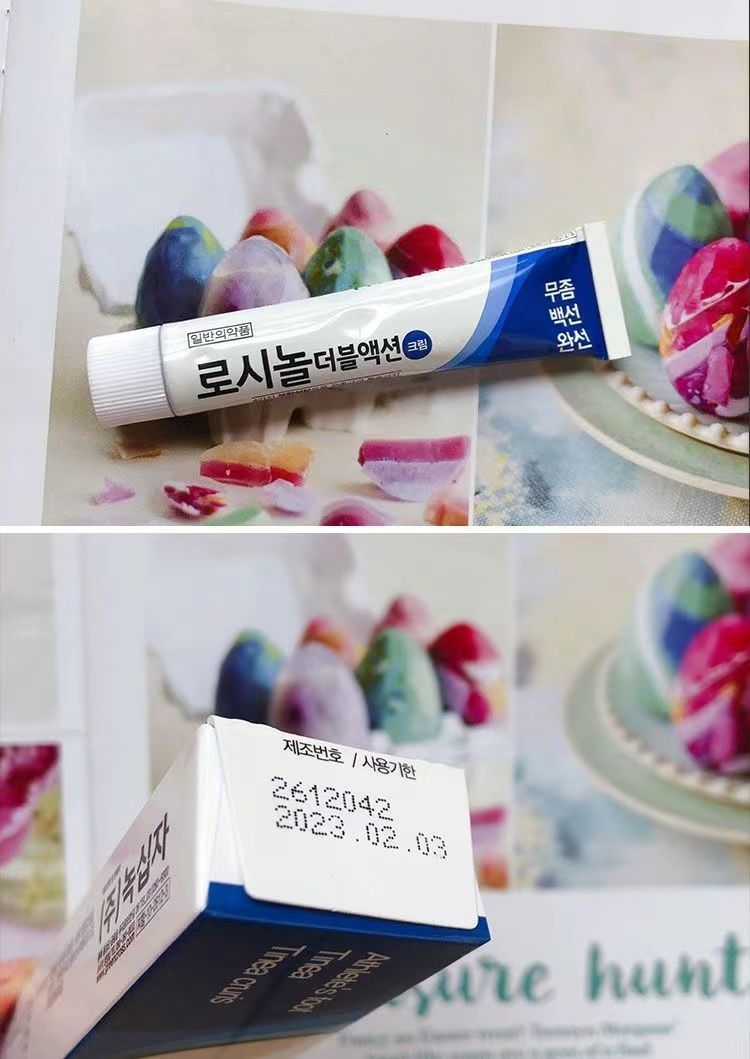 일반의약품
로시놀더블액션 크림
무좀
백선
완선
제조번호 / 사용기한
2612042
2023.02.03
(주)녹십자
Athlete's foot
Tinea
Tinea cruris
sure hunt